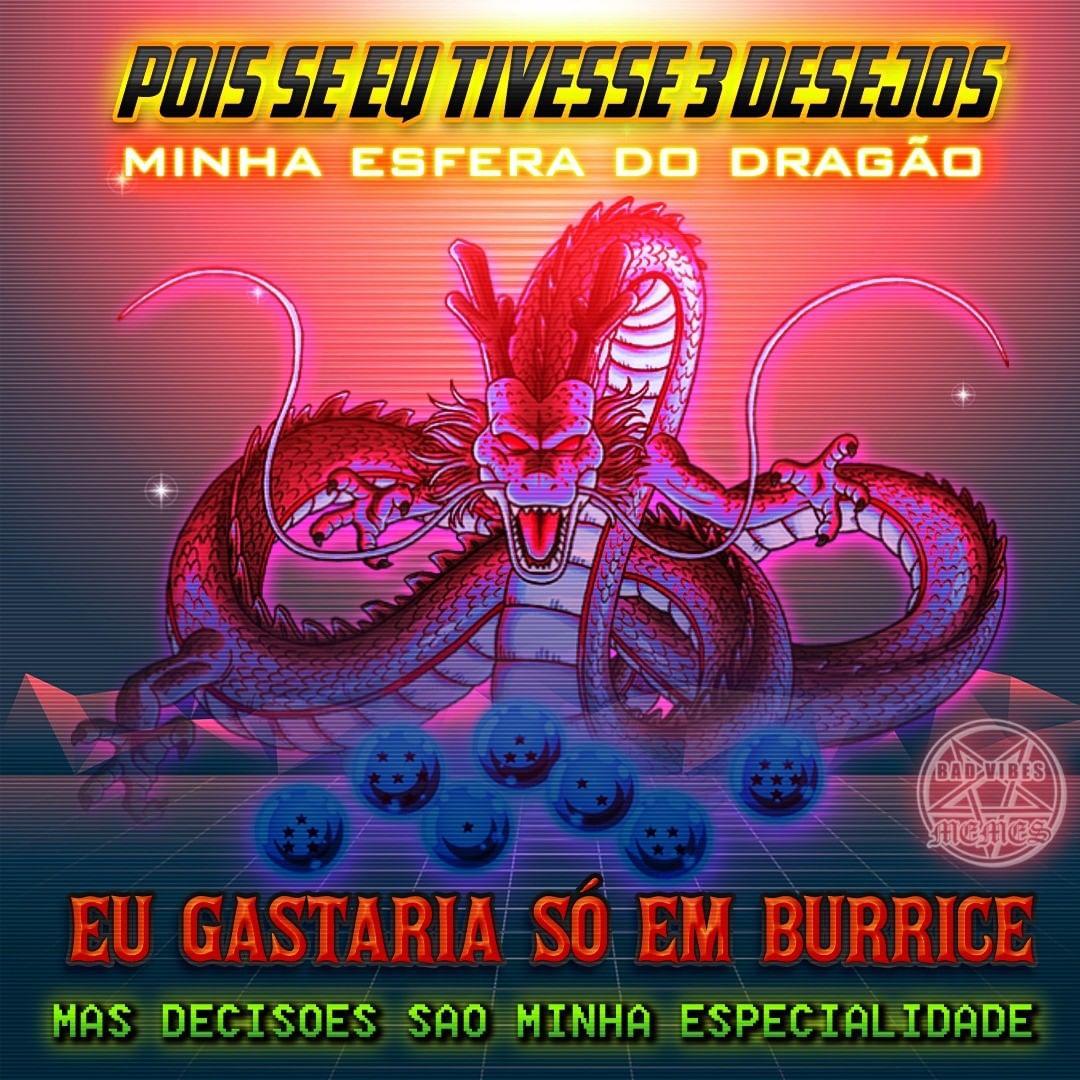 POIS SE EU TIVESSE 3 DESEJOS
MINHA ESFERA DO DRAGÃO
BAD VIBES
MEMES
EU GASTARIA SÓ EM BURRICE
MAS DECISOES SAO MINHA ESPECIALIDADE